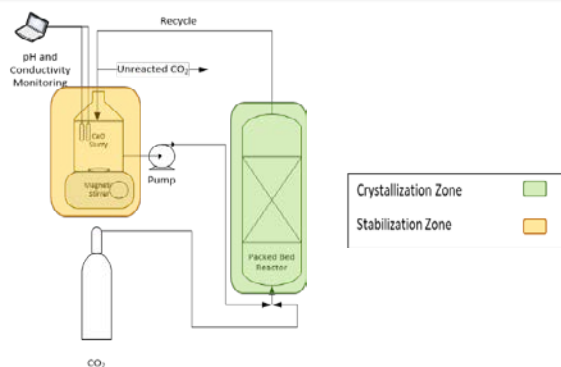 Recycle
pH and
Conductivity
Monitoring
Unreacted CO₂
CaO
Slurry
Magnetic
Stirrer
Pump
Packed Bed
Reactor
CO₂
Crystallization Zone
Stabilization Zone